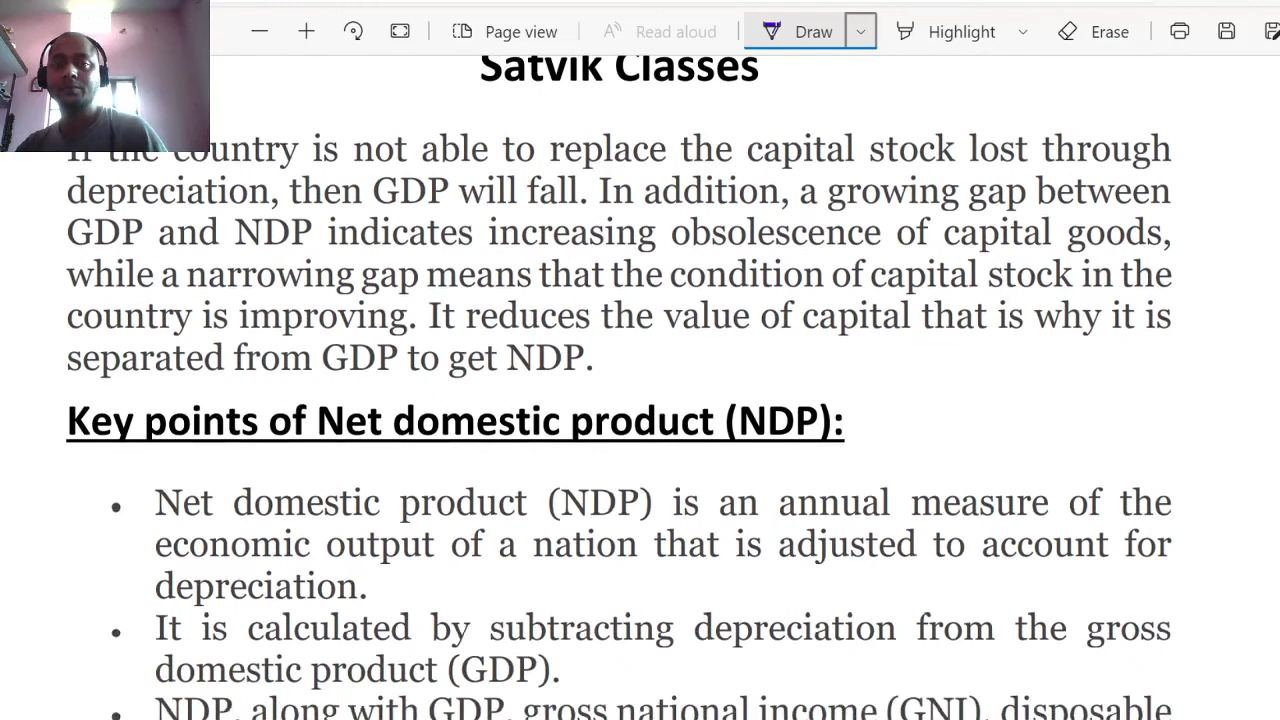 Page view
Read aloud
Draw
Highlight
Erase
Satvik Classes
If the country is not able to replace the capital stock lost through
depreciation, then GDP will fall. In addition, a growing gap between
GDP and NDP indicates increasing obsolescence of capital goods,
while a narrowing gap means that the condition of capital stock in the
country is improving. It reduces the value of capital that is why it is
separated from GDP to get NDP.
Key points of Net domestic product (NDP):
• Net domestic product (NDP) is an annual measure of the
economic output of a nation that is adjusted to account for
depreciation.
• It is calculated by subtracting depreciation from the gross
domestic product (GDP).
• NDP, along with GDP, gross national income (GNI), disposable